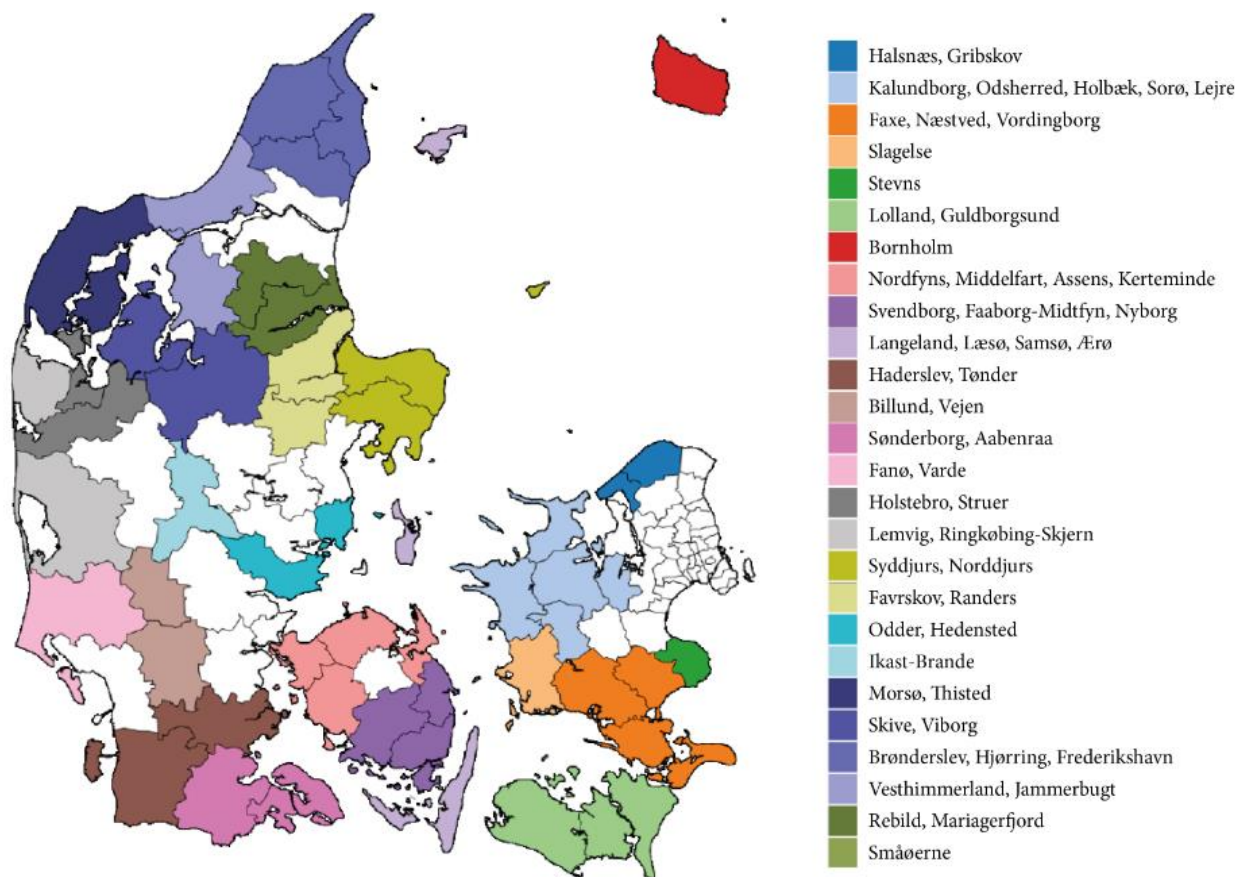 Halsnæs, Gribskov
Kalundborg, Odsherred, Holbæk, Sorø, Lejre
Faxe, Næstved, Vordingborg
Slagelse
Stevns
Lolland, Guldborgsund
Bornholm
Nordfyns, Middelfart, Assens, Kerteminde
Svendborg, Faaborg-Midtfyn, Nyborg
Langeland, Læsø, Samsø, Ærø
Haderslev, Tønder
Billund, Vejen
Sønderborg, Aabenraa
Fanø, Varde
Holstebro, Struer
Lemvig, Ringkøbing-Skjern
Syddjurs, Norddjurs
Favrskov, Randers
Odder, Hedensted
Ikast-Brande
Morsø, Thisted
Skive, Viborg
Brønderslev, Hjørring, Frederikshavn
Vesthimmerland, Jammerbugt
Rebild, Mariagerfjord
Småøerne